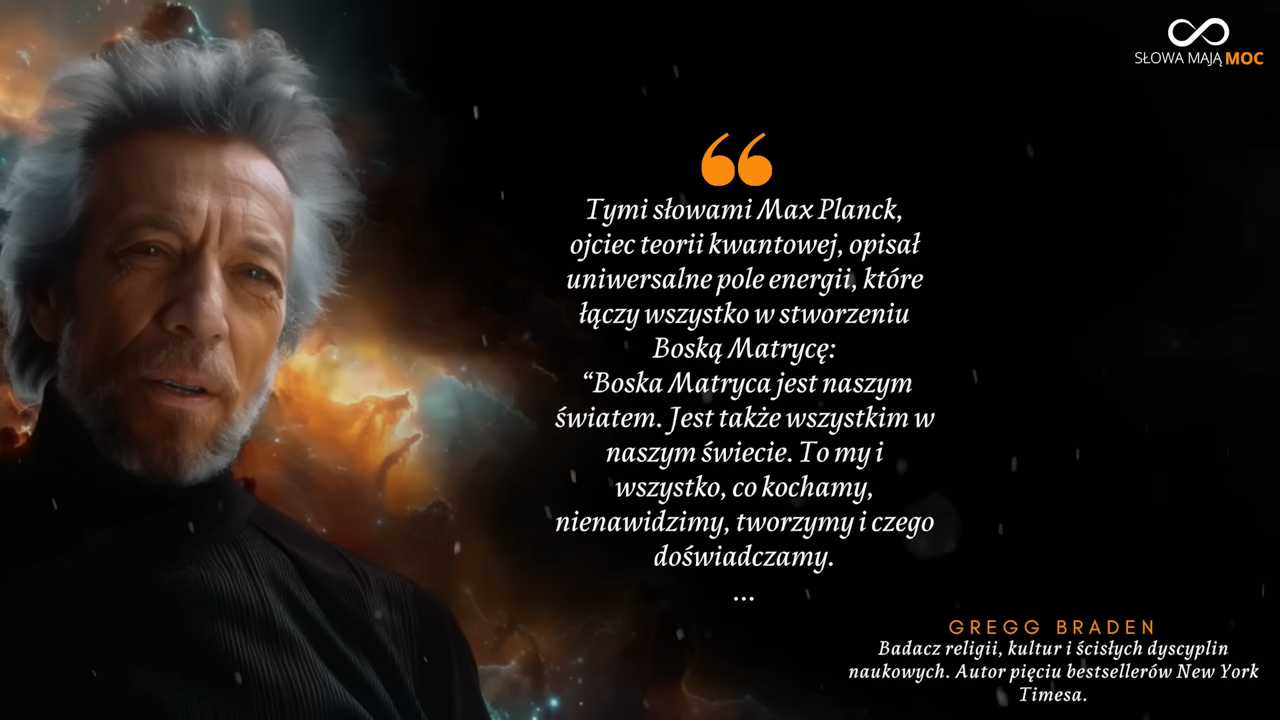 SŁOWA MAJĄ MOC
Tymi słowami Max Planck,
ojciec teorii kwantowej, opisał
uniwersalne pole energii, które
łączy wszystko w stworzeniu
Boską Matrycę:
“Boska Matryca jest naszym
światem. Jest także wszystkim w
naszym świecie. To my i
wszystko, co kochamy,
nienawidzimy, tworzymy i czego
doświadczamy.
...
GREGG BRADEN
Badacz religii, kultur i ścisłych dyscyplin
naukowych. Autor pięciu bestsellerów New York
Timesa.